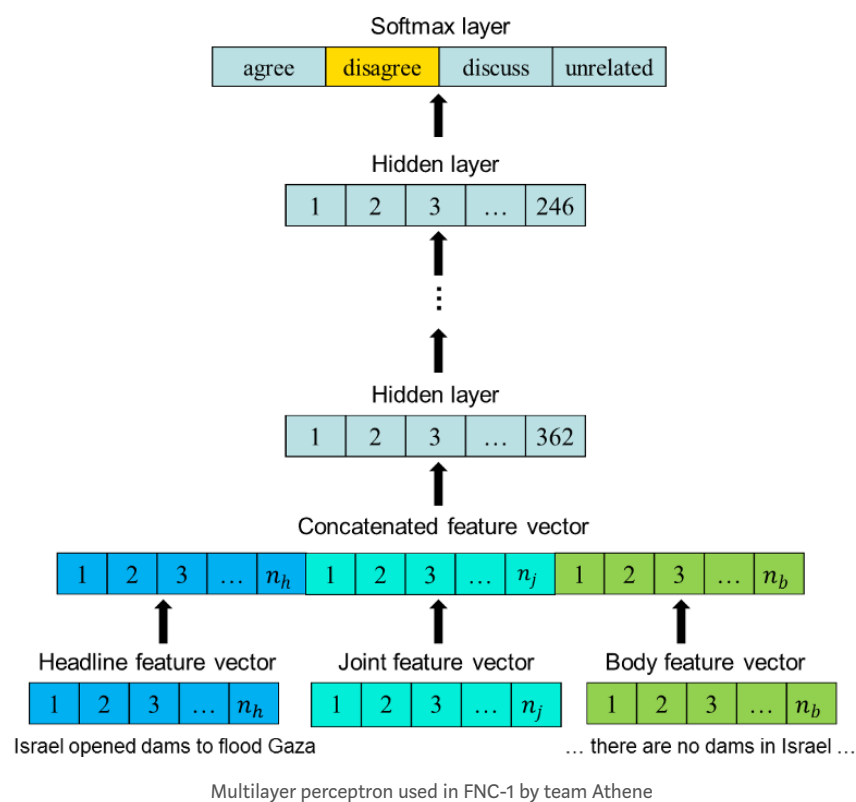 Softmax layer
agree disagree discuss unrelated
Hidden layer
1 2 3 … 246
⋮
Hidden layer
1 2 3 … 362
Concatenated feature vector
1 2 3 … n_h 1 2 3 … n_j 1 2 3 … n_b
Headline feature vector Joint feature vector Body feature vector
1 2 3 … n_h 1 2 3 … n_j 1 2 3 … n_b
Israel opened dams to flood Gaza … there are no dams in Israel …
Multilayer perceptron used in FNC-1 by team Athene